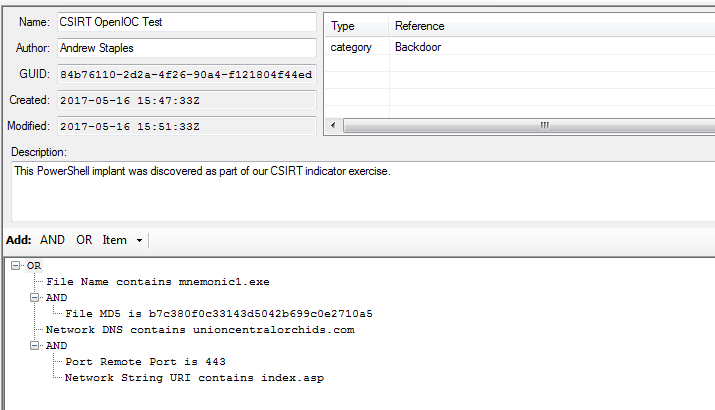 Name: CSIRT OpenIOC Test
Author: Andrew Staples
GUID: 84b76110-2d2a-4f26-90a4-f121804f44ed
Created: 2017-05-16 15:47:33Z
Modified: 2017-05-16 15:51:33Z
Type Reference
category Backdoor
Description:
This PowerShell implant was discovered as part of our CSIRT indicator exercise.
Add: AND OR Item
OR
File Name contains mnemonic1.exe
AND
File MD5 is b7c380f0c33143d5042b699c0e2710a5
Network DNS contains unioncentralorchids.com
AND
Port Remote Port is 443
Network String URI contains index.asp